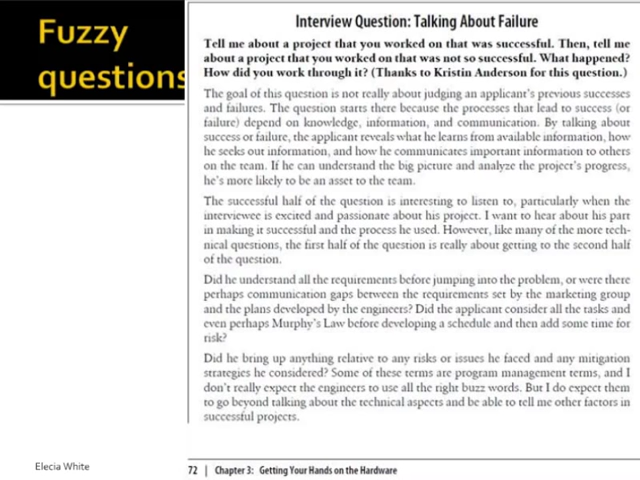 Fuzzy
questions
Interview Question: Talking About Failure
Tell me about a project that you worked on that was successful. Then, tell me
about a project that you worked on that was not so successful. What happened?
How did you work through it? (Thanks to Kristin Anderson for this question.)
The goal of this question is not really about judging an applicant's previous successes
and failures. The question starts there because the processes that lead to success (or
failure) depend on knowledge, information, and communication. By talking about
success or failure, the applicant reveals what he learns from available information, how
he seeks out information, and how he communicates important information to others
on the team. If he can understand the big picture and analyze the project's progress,
he's more likely to be an asset to the team.
The successful half of the question is interesting to listen to, particularly when the
interviewee is excited and passionate about his project. I want to hear about his part
in making it successful and the process he used. However, like many of the more tech-
nical questions, the first half of the question is really about getting to the second half
of the question.
Did he understand all the requirements before jumping into the problem, or were there
perhaps communication gaps between the requirements set by the marketing group
and the plans developed by the engineers? Did the applicant consider all the tasks and
even perhaps Murphy's Law before developing a schedule and then add some time for
risk?
Did he bring up anything relative to any risks or issues he faced and any mitigation
strategies he considered? Some of these terms are program management terms, and I
don't really expect the engineers to use all the right buzz words. But I do expect them
to go beyond talking about the technical aspects and be able to tell me other factors in
successful projects.
Elecia White
72 | Chapter 3: Getting Your Hands on the Hardware